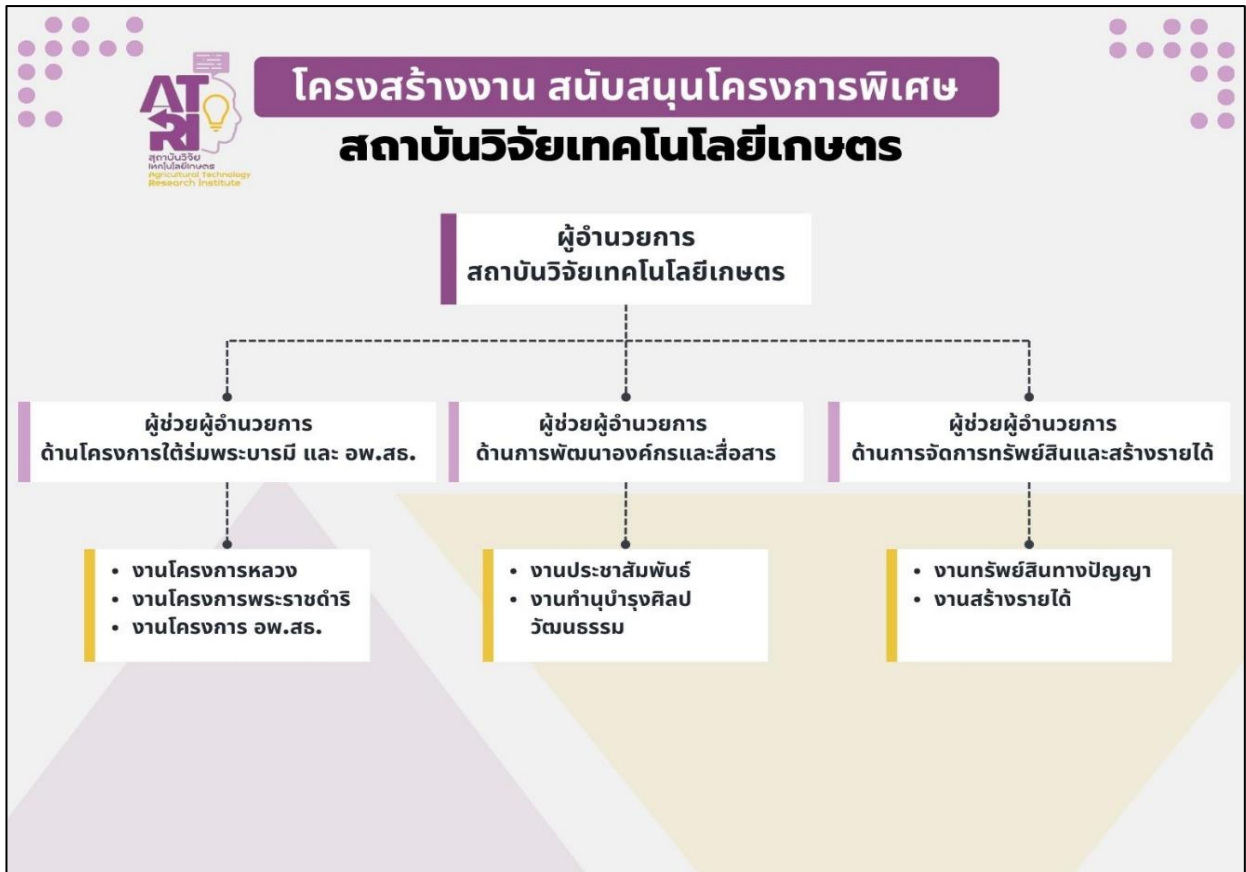 ATRI
สถาบันวิจัย
เทคโนโลยีเกษตร
Agricultural Technology
Research Institute
โครงสร้างงาน สนับสนุนโครงการพิเศษ
สถาบันวิจัยเทคโนโลยีเกษตร
ผู้อำนวยการ
สถาบันวิจัยเทคโนโลยีเกษตร
ผู้ช่วยผู้อำนวยการ
ด้านโครงการใต้ร่มพระบารมี และ อพ.สธ.
• งานโครงการหลวง
• งานโครงการพระราชดำริ
• งานโครงการ อพ.สธ.
ผู้ช่วยผู้อำนวยการ
ด้านการพัฒนาองค์กรและสื่อสาร
• งานประชาสัมพันธ์
• งานทำนุบำรุงศิลป
วัฒนธรรม
ผู้ช่วยผู้อำนวยการ
ด้านการจัดการทรัพย์สินและสร้างรายได้
• งานทรัพย์สินทางปัญญา
• งานสร้างรายได้